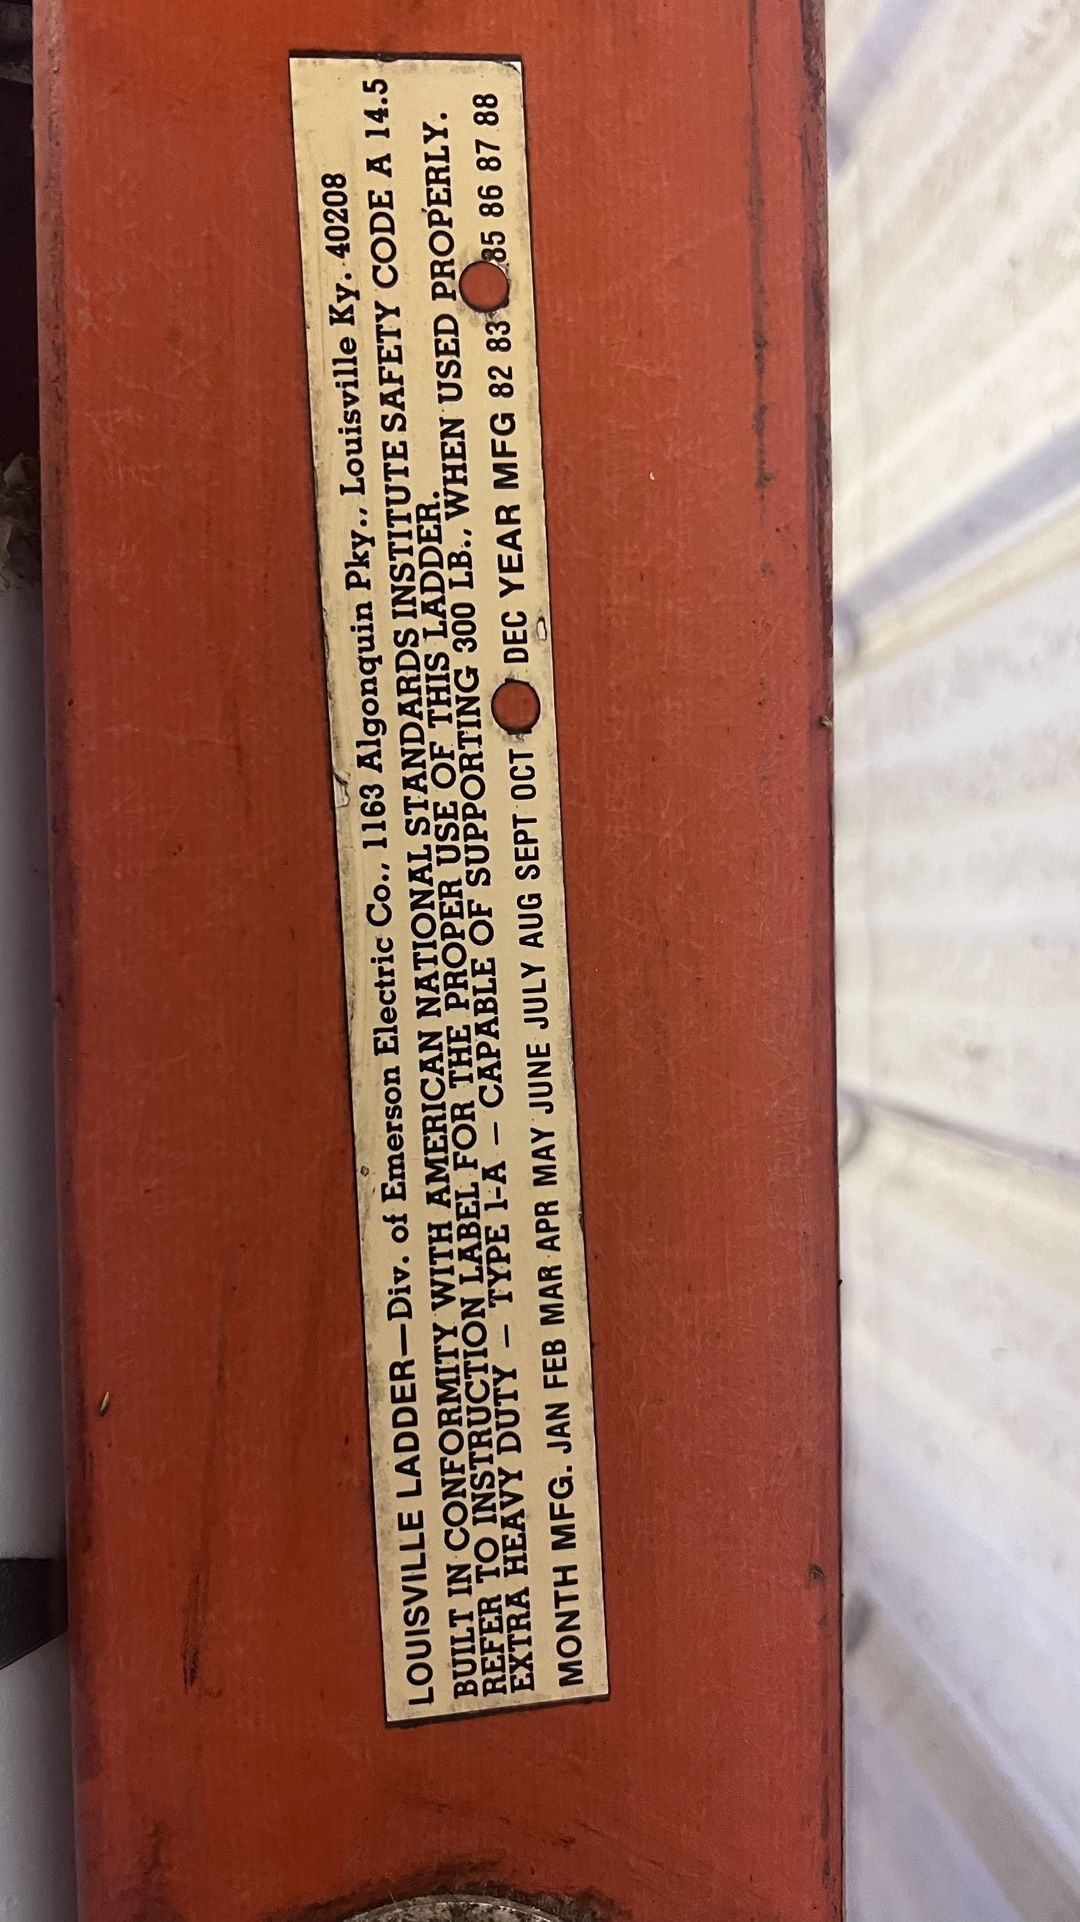 LOUISVILLE LADDER—Div. of Emerson Electric Co., 1163 Algonquin Pky., Louisville Ky. 40208
BUILT IN CONFORMITY WITH AMERICAN NATIONAL STANDARDS INSTITUTE SAFETY CODE A 14.5
REFER TO INSTRUCTION LABEL FOR THE PROPER USE OF THIS LADDER.
EXTRA HEAVY DUTY — TYPE 1-A — CAPABLE OF SUPPORTING 300 LB., WHEN USED PROPERLY.
MONTH MFG. JAN FEB MAR APR MAY JUNE JULY AUG SEPT OCT DEC YEAR MFG 82 83 85 86 87 88